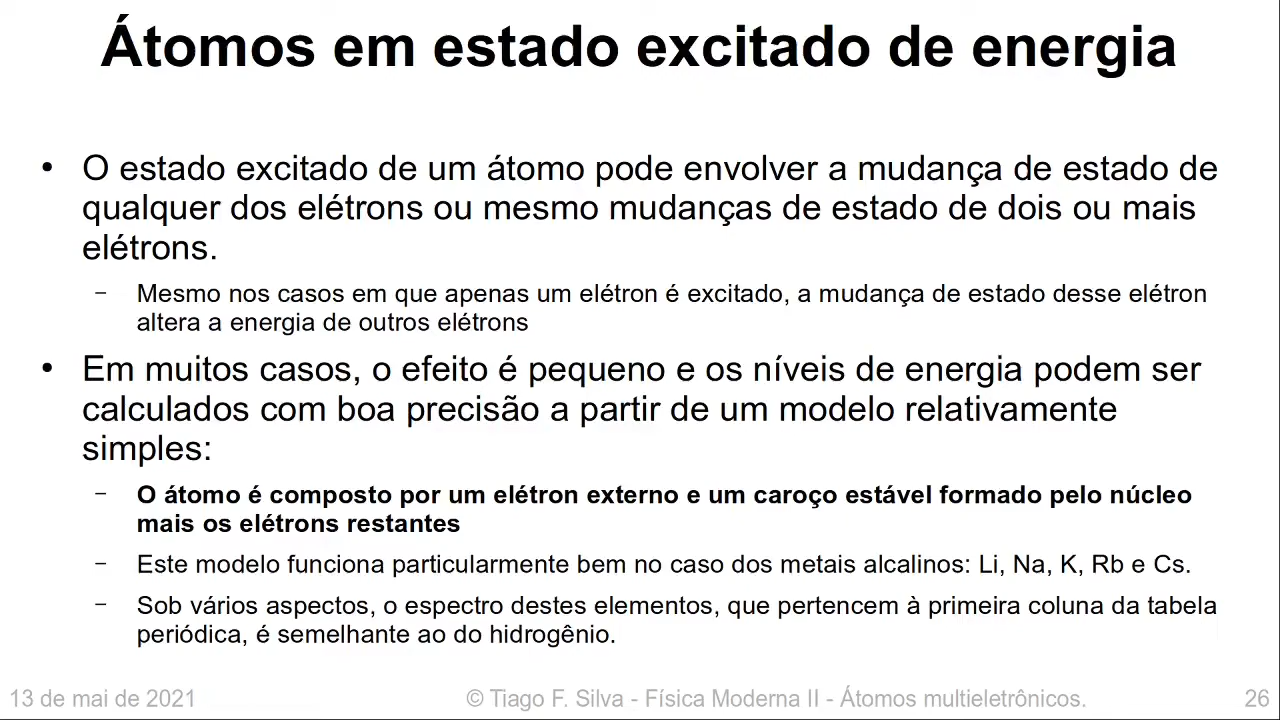 Átomos em estado excitado de energia
• O estado excitado de um átomo pode envolver a mudança de estado de
qualquer dos elétrons ou mesmo mudanças de estado de dois ou mais
elétrons.
– Mesmo nos casos em que apenas um elétron é excitado, a mudança de estado desse elétron
altera a energia de outros elétrons
• Em muitos casos, o efeito é pequeno e os níveis de energia podem ser
calculados com boa precisão a partir de um modelo relativamente
simples:
– O átomo é composto por um elétron externo e um caroço estável formado pelo núcleo
mais os elétrons restantes
– Este modelo funciona particularmente bem no caso dos metais alcalinos: Li, Na, K, Rb e Cs.
– Sob vários aspectos, o espectro destes elementos, que pertencem à primeira coluna da tabela
periódica, é semelhante ao do hidrogênio.
13 de mai de 2021 © Tiago F. Silva - Física Moderna II - Átomos multieletrônicos. 26